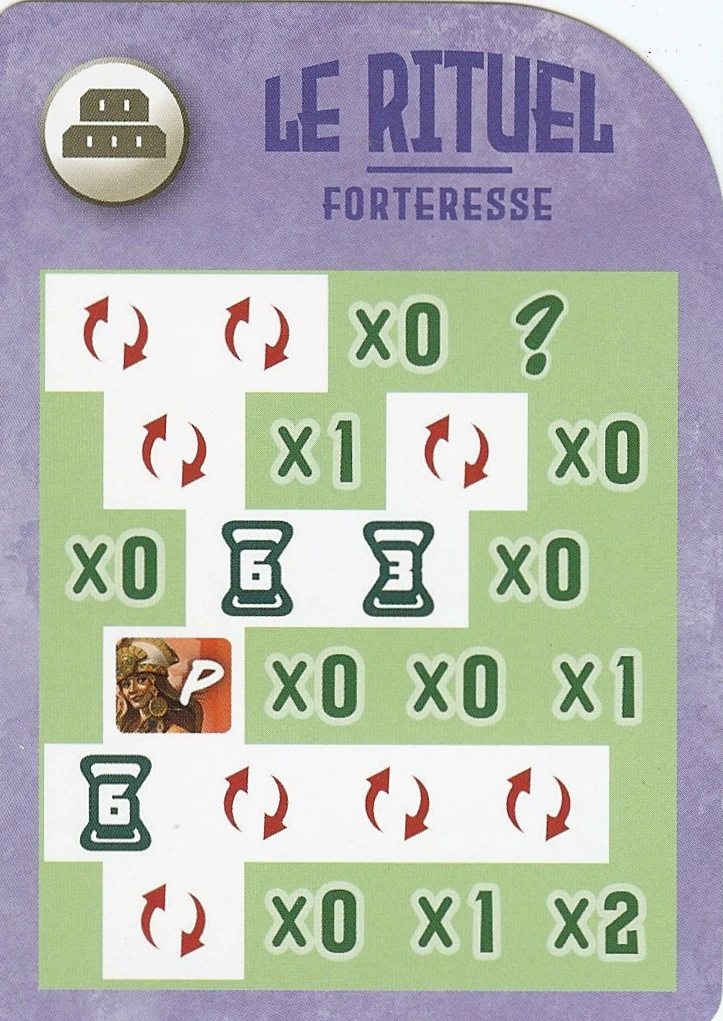 LE RITUEL
FORTERESSE
x0 ?
x1 x0
x0 6 3 x0
P x0 x0 x1
6
x0 x1 x2